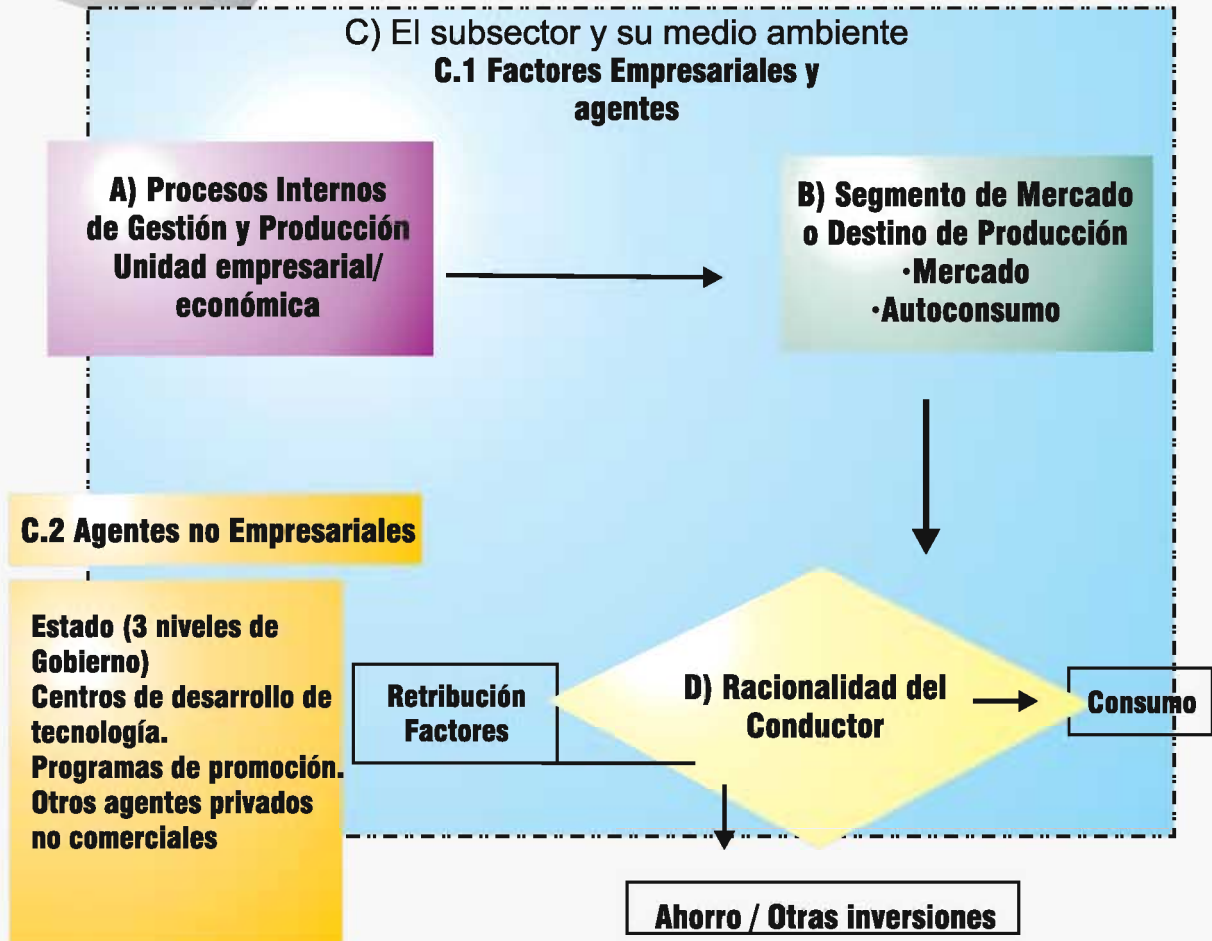 C) El subsector y su medio ambiente
C.1 Factores Empresariales y
agentes
A) Procesos Internos
de Gestión y Producción
Unidad empresarial/
económica
B) Segmento de Mercado
o Destino de Producción
·Mercado
·Autoconsumo
C.2 Agentes no Empresariales
Estado (3 niveles de
Gobierno)
Centros de desarrollo de
tecnología.
Programas de promoción.
Otros agentes privados
no comerciales
Retribución
Factores
D) Racionalidad del
Conductor
Consumo
Ahorro / Otras inversiones